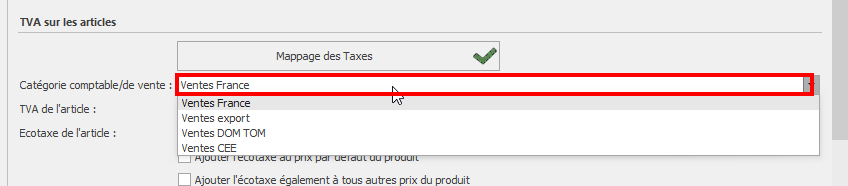 TVA sur les articles
Mappage des Taxes
Catégorie comptable/de vente : Ventes France
Ventes France
TVA de l'article :
Ventes export
Ecotaxe de l'article :
Ventes DOM TOM
Ventes CEE
Ajouter l'écotaxe au prix par défaut du produit
Ajouter l'écotaxe également à tous autres prix du produit